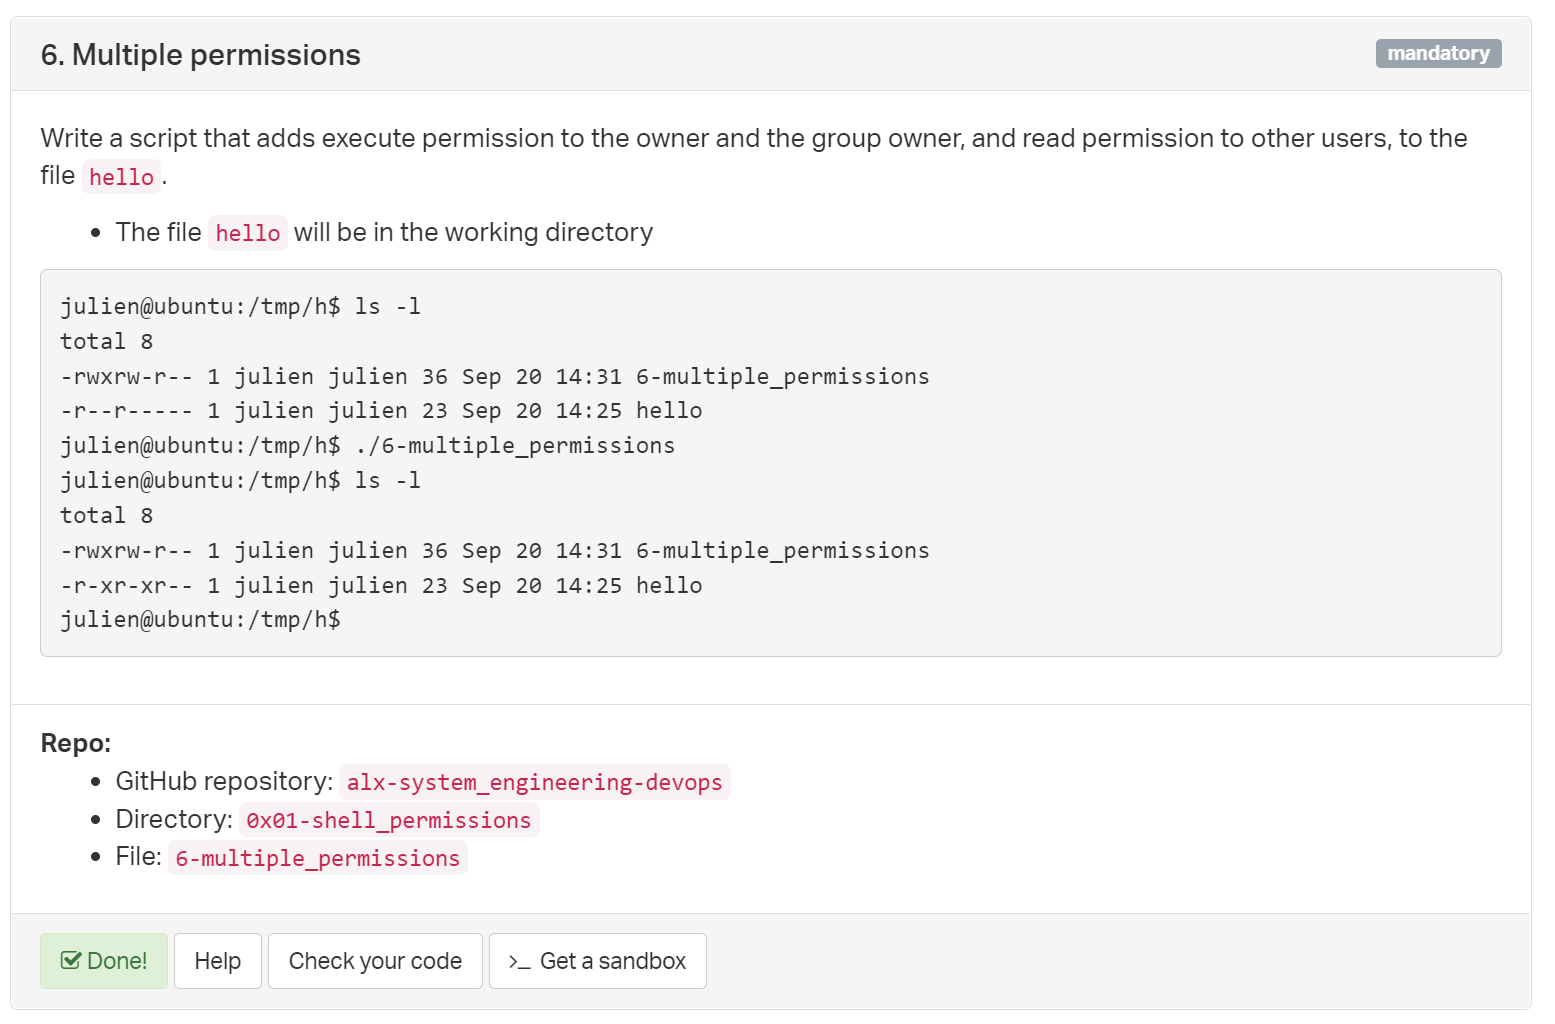 6. Multiple permissions
mandatory
Write a script that adds execute permission to the owner and the group owner, and read permission to other users, to the
file hello.
• The file hello will be in the working directory
julien@ubuntu:/tmp/h$ ls -l
total 8
-rwxrw-r-- 1 julien julien 36 Sep 20 14:31 6-multiple_permissions
-r--r----- 1 julien julien 23 Sep 20 14:25 hello
julien@ubuntu:/tmp/h$ ./6-multiple_permissions
julien@ubuntu:/tmp/h$ ls -l
total 8
-rwxrw-r-- 1 julien julien 36 Sep 20 14:31 6-multiple_permissions
-r-xr-xr-- 1 julien julien 23 Sep 20 14:25 hello
julien@ubuntu:/tmp/h$
Repo:
• GitHub repository: alx-system_engineering-devops
• Directory: 0x01-shell_permissions
• File: 6-multiple_permissions
Done! Help Check your code >_ Get a sandbox